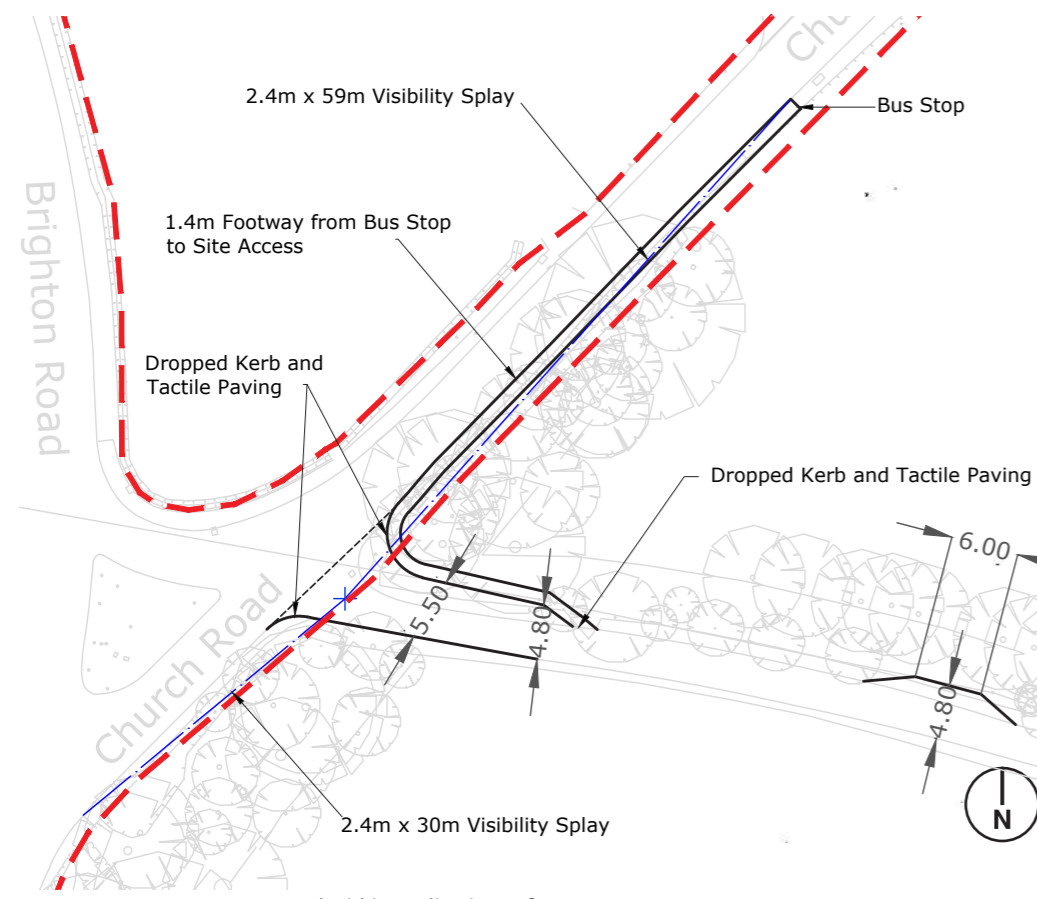 Chu
2.4m x 59m Visibility Splay
Bus Stop
1.4m Footway from Bus Stop
to Site Access
Brighton Road
Dropped Kerb and
Tactile Paving
Dropped Kerb and Tactile Paving
6.00
5.50
4.80
4.80
Church Road
2.4m x 30m Visibility Splay
N